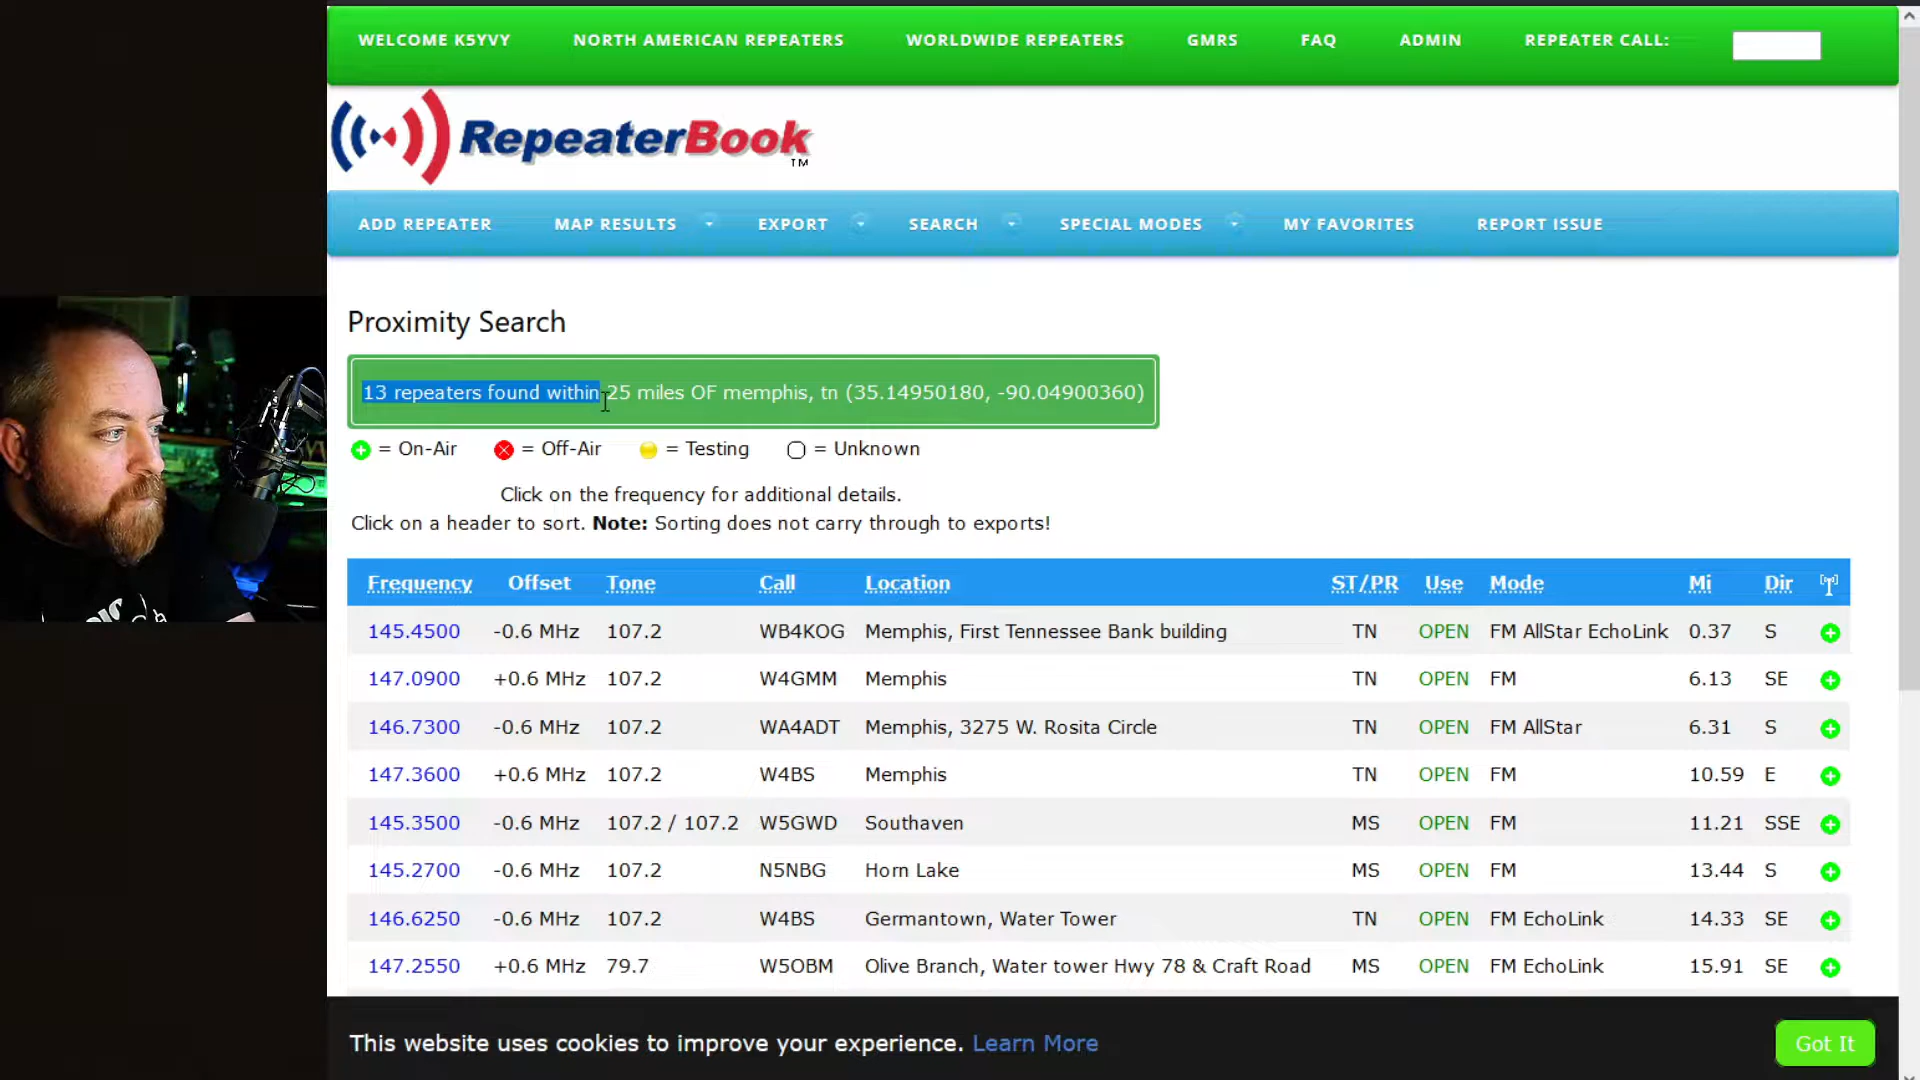 WELCOME K5YVY NORTH AMERICAN REPEATERS WORLDWIDE REPEATERS GMRS FAQ ADMIN REPEATER CALL:
RepeaterBook
TM
ADD REPEATER MAP RESULTS EXPORT SEARCH SPECIAL MODES MY FAVORITES REPORT ISSUE
Proximity Search
13 repeaters found within 25 miles OF memphis, tn (35.14950180, -90.04900360)
= On-Air = Off-Air = Testing = Unknown
Click on the frequency for additional details.
Click on a header to sort. Note: Sorting does not carry through to exports!
Frequency Offset Tone Call Location ST/PR Use Mode Mi Dir
145.4500 -0.6 MHz 107.2 WB4KOG Memphis, First Tennessee Bank building TN OPEN FM AllStar EchoLink 0.37 S
147.0900 +0.6 MHz 107.2 W4GMM Memphis TN OPEN FM 6.13 SE
146.7300 -0.6 MHz 107.2 WA4ADT Memphis, 3275 W. Rosita Circle TN OPEN FM AllStar 6.31 S
147.3600 +0.6 MHz 107.2 W4BS Memphis TN OPEN FM 10.59 E
145.3500 -0.6 MHz 107.2 / 107.2 W5GWD Southaven MS OPEN FM 11.21 SSE
145.2700 -0.6 MHz 107.2 N5NBG Horn Lake MS OPEN FM 13.44 S
146.6250 -0.6 MHz 107.2 W4BS Germantown, Water Tower TN OPEN FM EchoLink 14.33 SE
147.2550 +0.6 MHz 79.7 W5OBM Olive Branch, Water tower Hwy 78 & Craft Road MS OPEN FM EchoLink 15.91 SE
This website uses cookies to improve your experience. Learn More
Got It